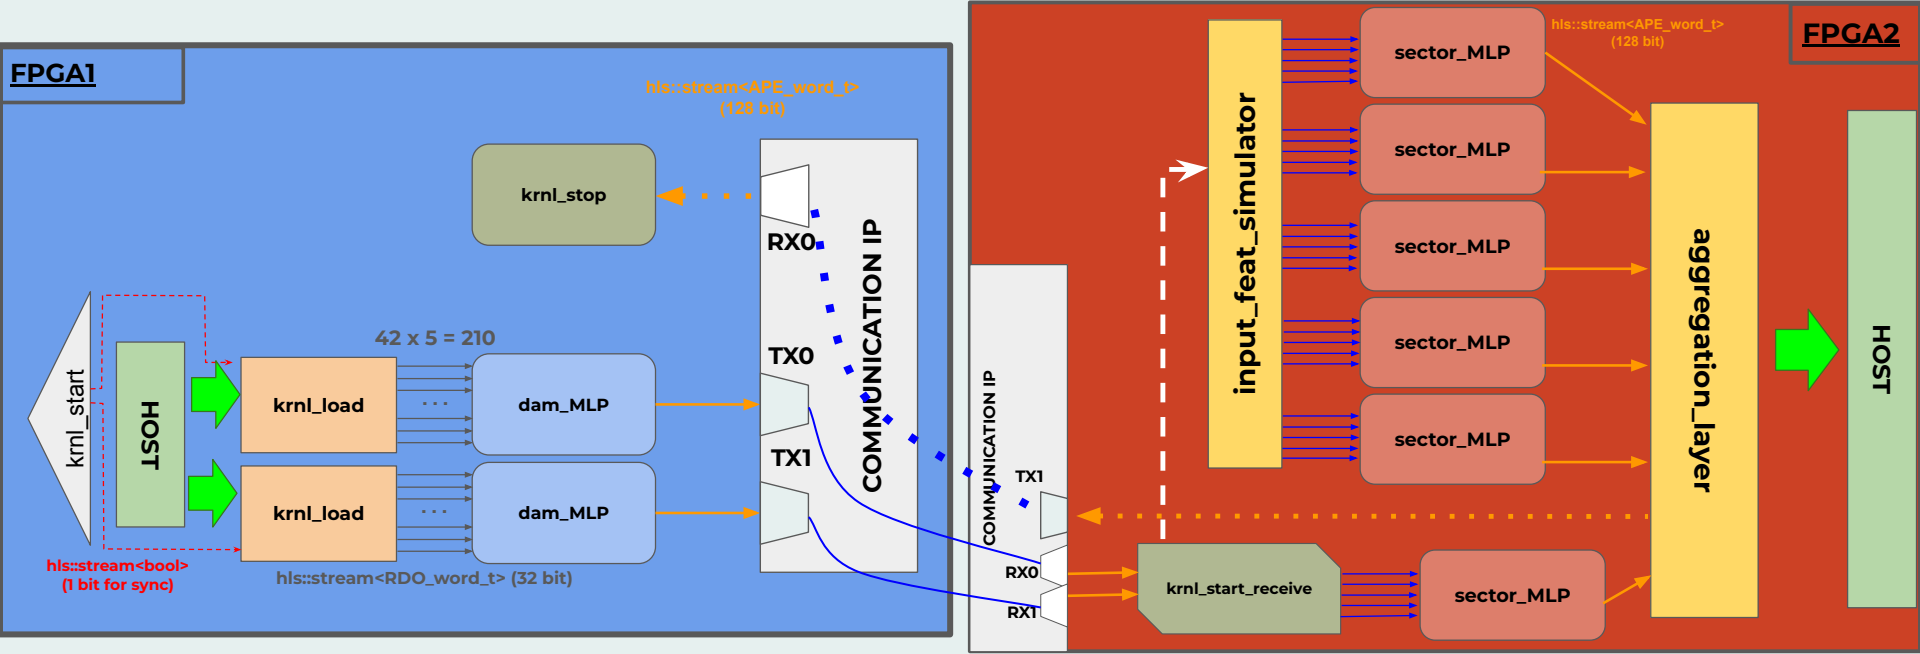 FPGA1
hls::stream<APE_word_t>
(128 bit)
krnl_stop
RX0
COMMUNICATION IP
TX0
TX1
42 x 5 = 210
krnl_start
HOST
krnl_load
...
dam_MLP
krnl_load
...
dam_MLP
hls::stream<bool>
(1 bit for sync)
hls::stream<RDO_word_t> (32 bit)
FPGA2
hls::stream<APE_word_t>
(128 bit)
COMMUNICATION IP
TX1
RX0
RX1
input_feat_simulator
sector_MLP
sector_MLP
sector_MLP
sector_MLP
sector_MLP
krnl_start_receive
sector_MLP
aggregation_layer
HOST